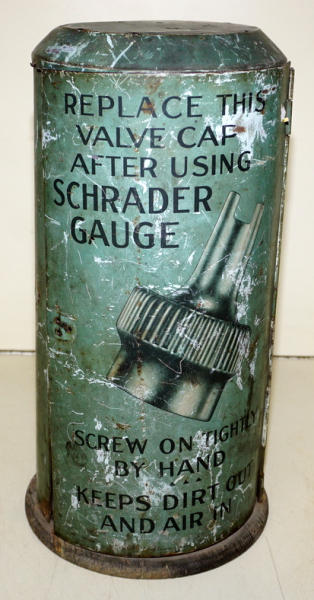 REPLACE THIS
VALVE CAP
AFTER USING
SCHRADER
GAUGE
SCREW ON TIGHTLY
BY HAND
KEEPS DIRT OUT
AND AIR IN